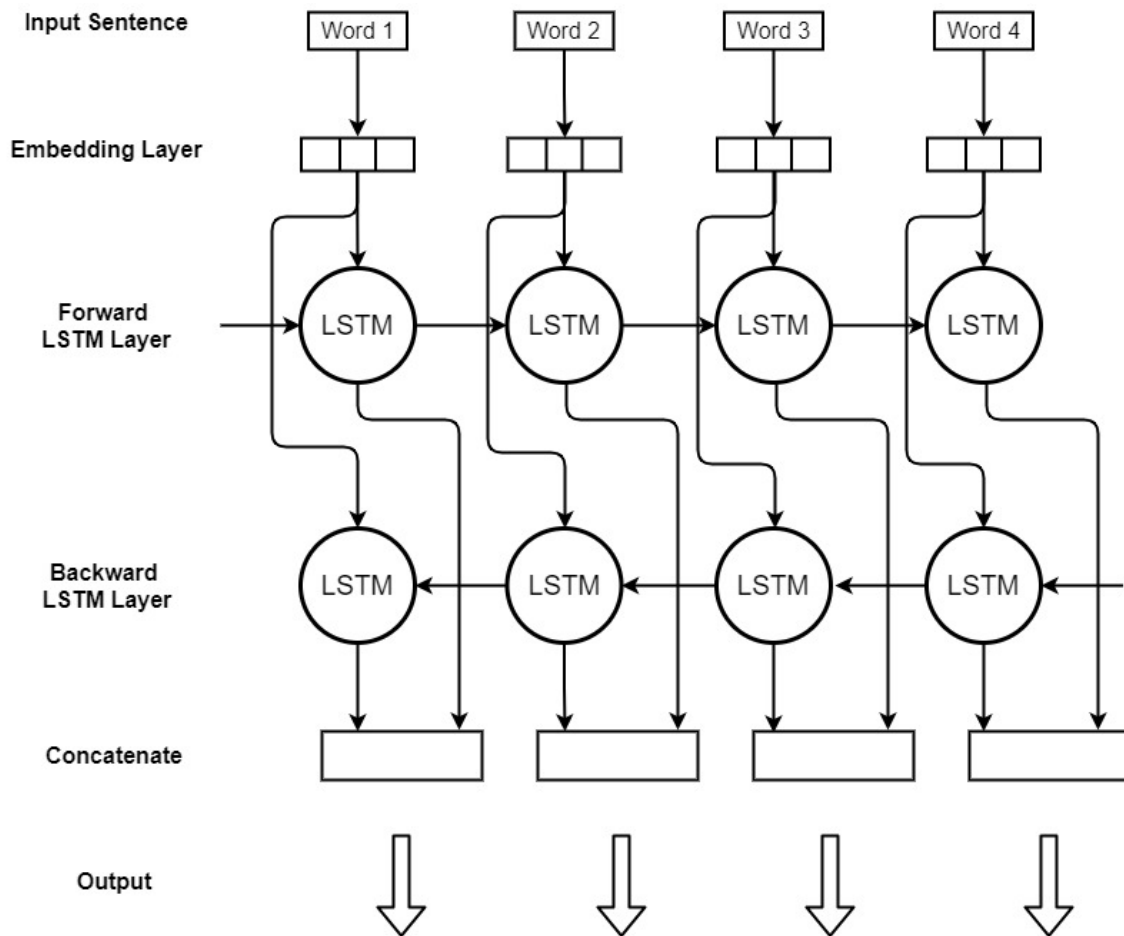 Input Sentence
Word 1
Word 2
Word 3
Word 4
Embedding Layer
Forward
LSTM Layer
LSTM
LSTM
LSTM
LSTM
Backward
LSTM Layer
LSTM
LSTM
LSTM
LSTM
Concatenate
Output